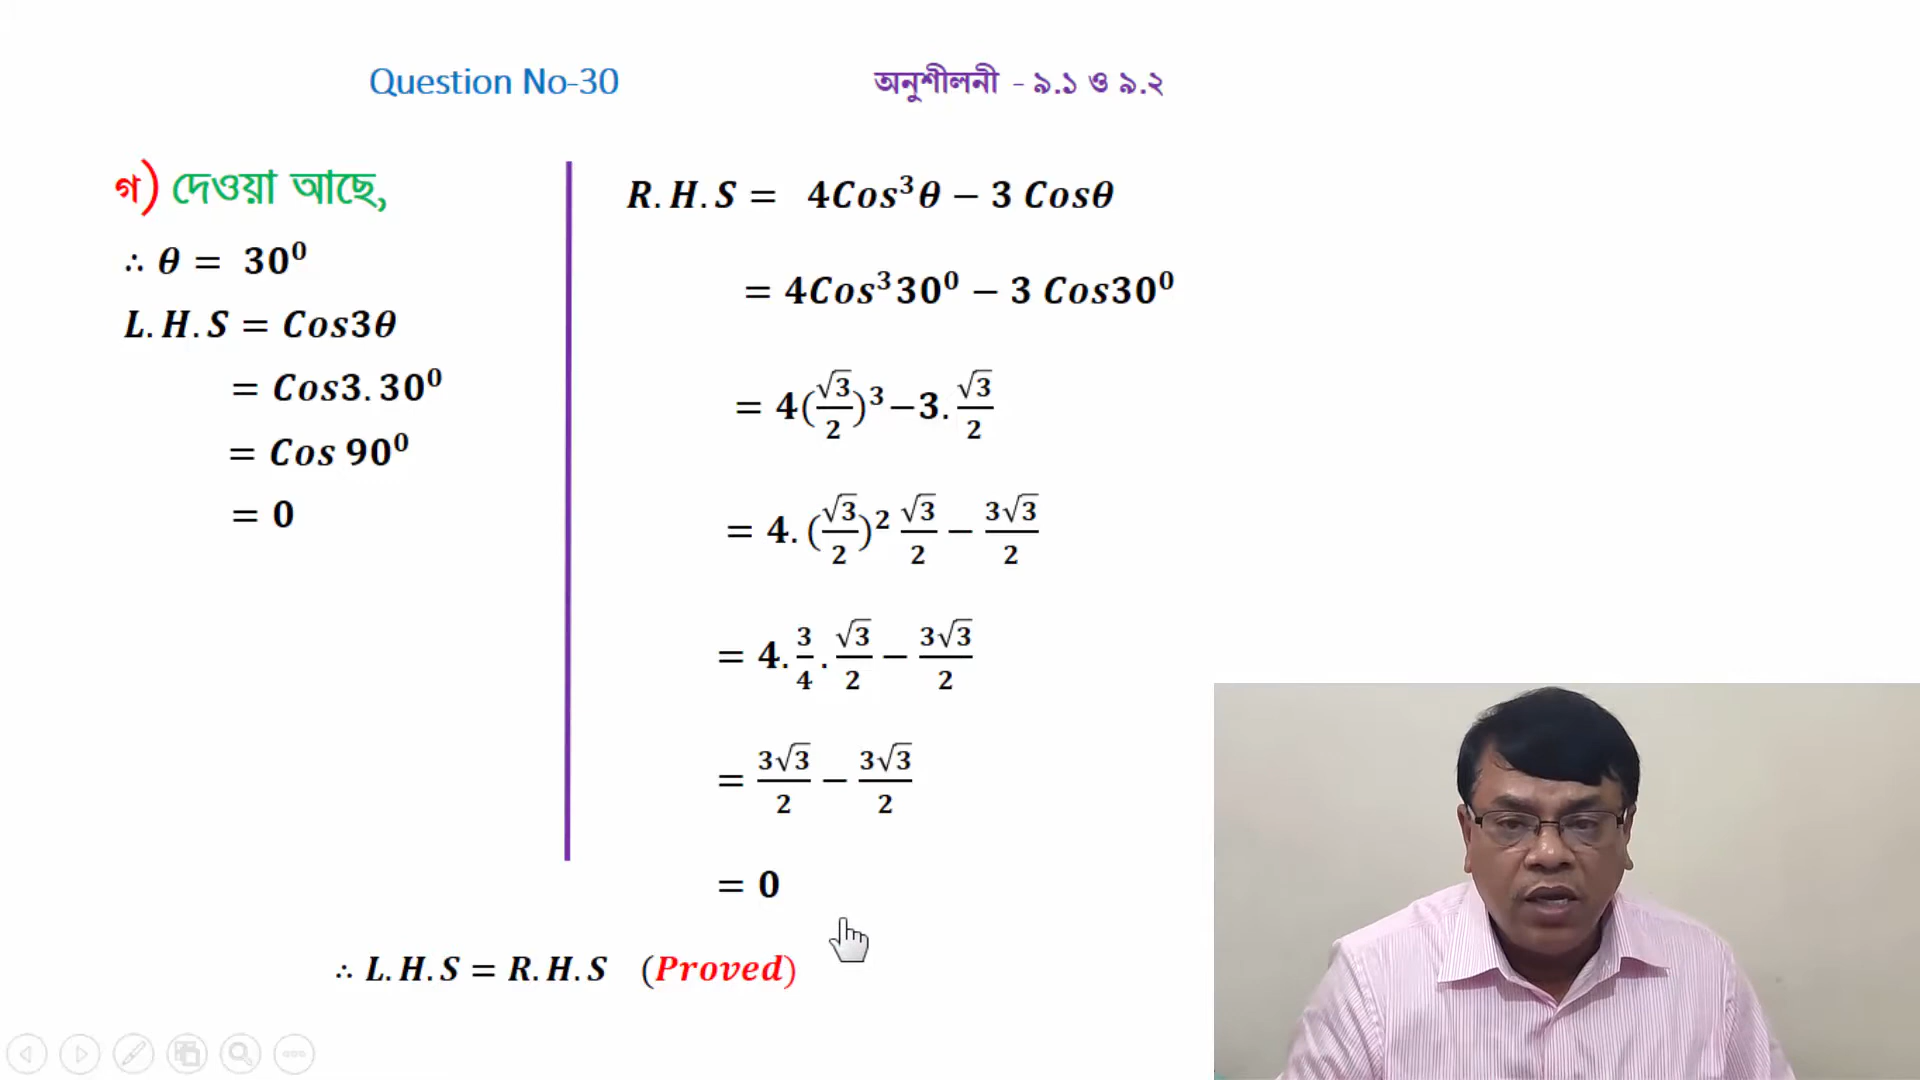 Question No-30
অনুশীলনী - ৯.১ ও ৯.২
গ) দেওয়া আছে,
∴ θ = 30⁰
L.H.S = Cos3θ
= Cos3.30⁰
= Cos 90⁰
= 0
R.H.S = 4Cos³θ − 3 Cosθ
= 4Cos³30⁰ − 3 Cos30⁰
= 4(√3/2)³ −3. √3/2
= 4. (√3/2)² √3/2 − 3√3/2
= 4. 3/4 . √3/2 − 3√3/2
= 3√3/2 − 3√3/2
= 0
∴ L.H.S = R.H.S (Proved)